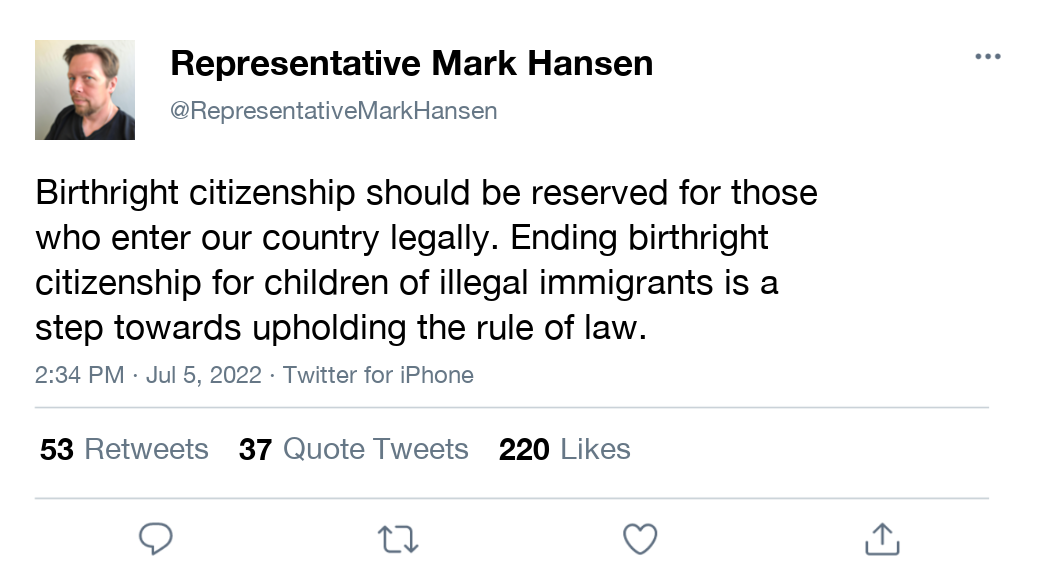 Representative Mark Hansen
@RepresentativeMarkHansen
Birthright citizenship should be reserved for those
who enter our country legally. Ending birthright
citizenship for children of illegal immigrants is a
step towards upholding the rule of law.
2:34 PM · Jul 5, 2022 · Twitter for iPhone
53 Retweets 37 Quote Tweets 220 Likes